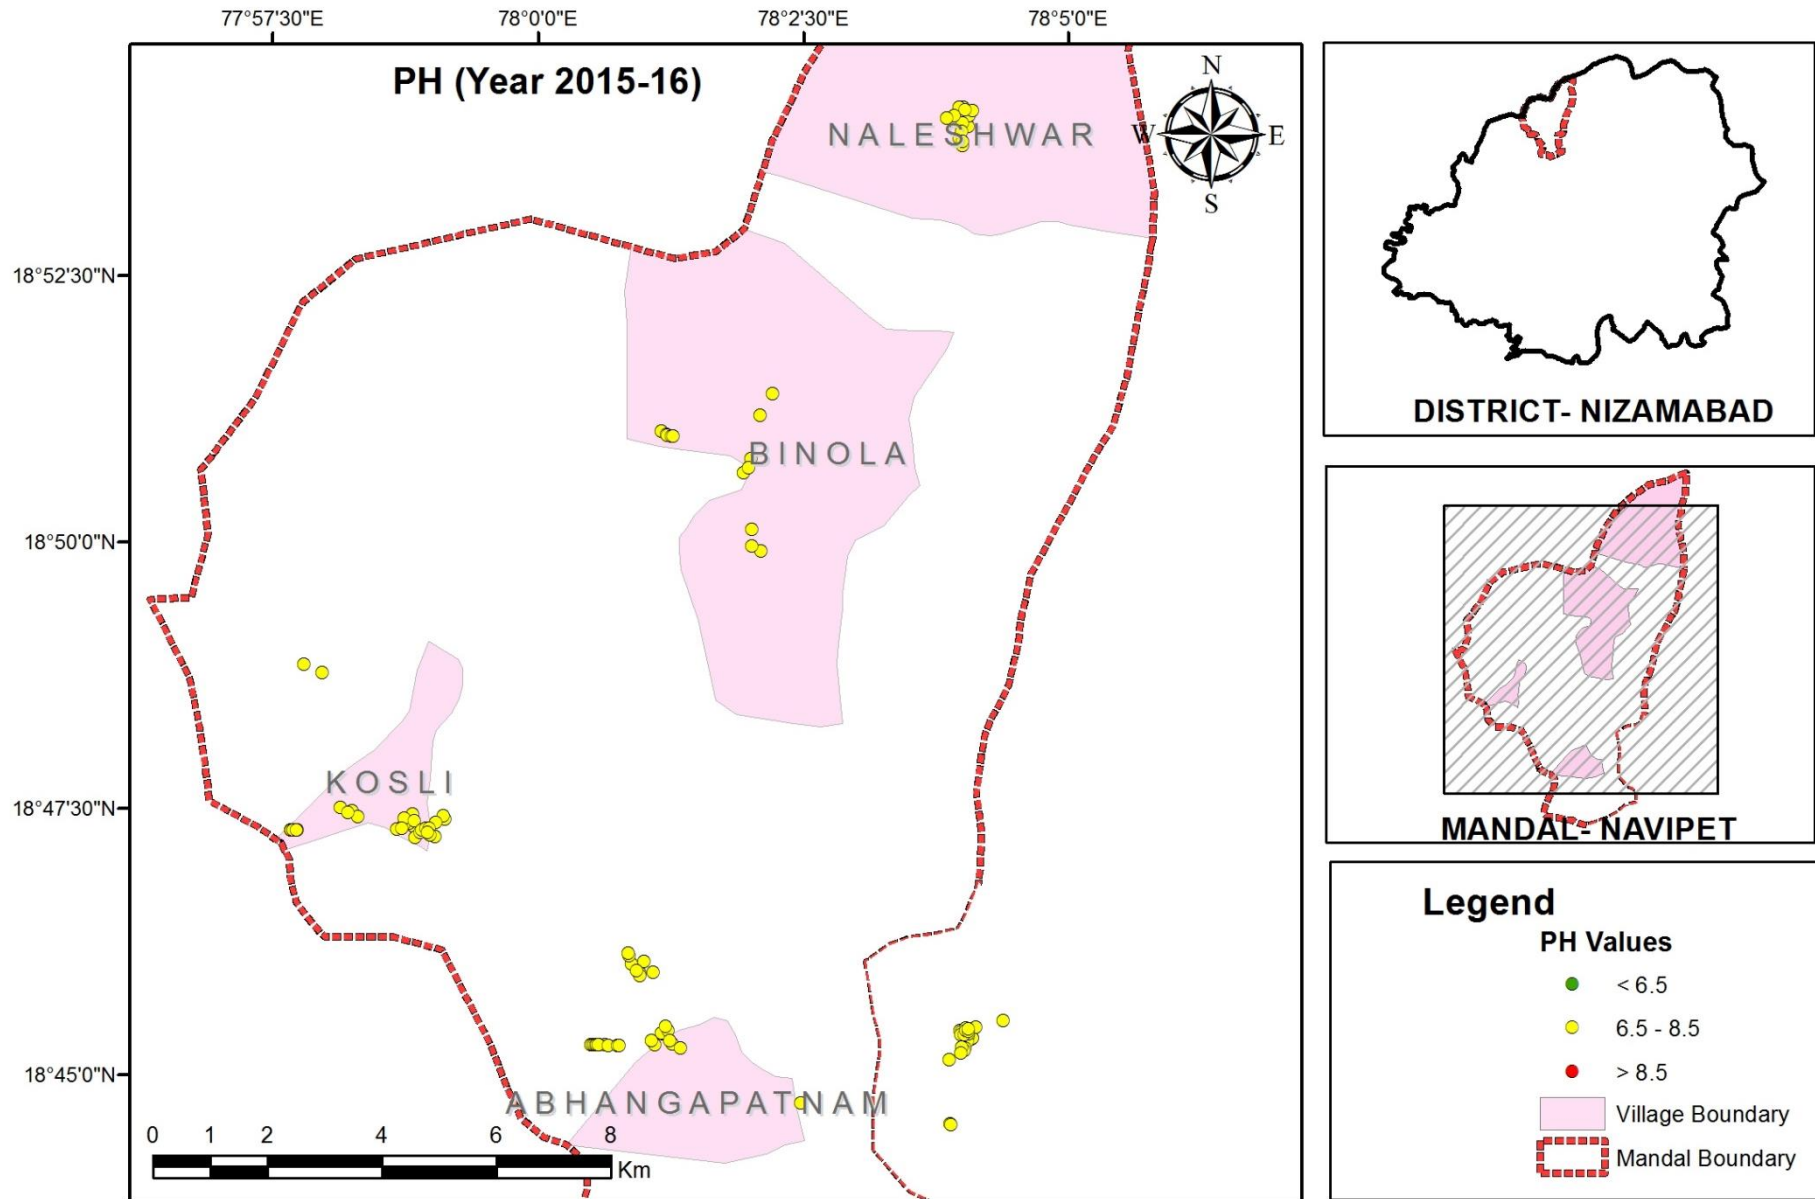 77°57'30"E 78°0'0"E 78°2'30"E 78°5'0"E
PH (Year 2015-16)
N
W E
S
NALESHWAR
18°52'30"N
BINOLA
18°50'0"N
KOSLI
18°47'30"N
18°45'0"N
ABHANGAPATNAM
0 1 2 4 6 8
Km
DISTRICT- NIZAMABAD
MANDAL- NAVIPET
Legend
PH Values
< 6.5
6.5 - 8.5
> 8.5
Village Boundary
Mandal Boundary